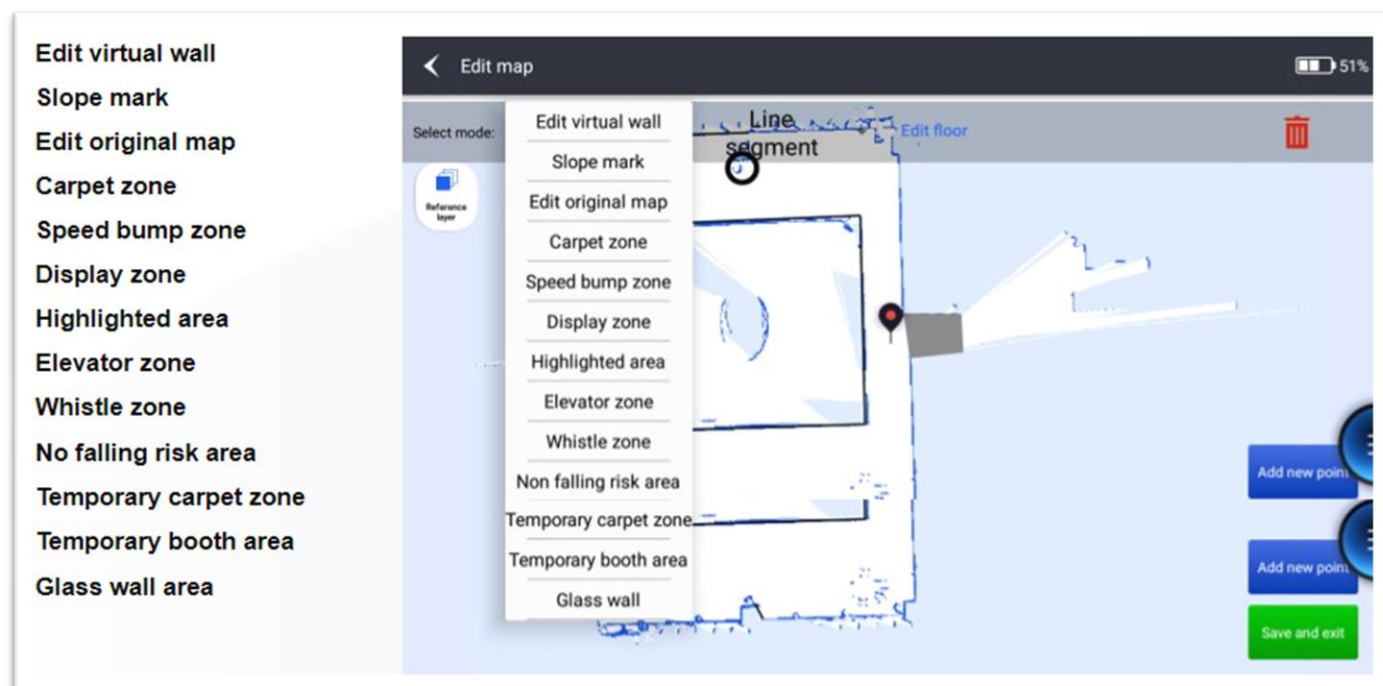 Edit virtual wall
Slope mark
Edit original map
Carpet zone
Speed bump zone
Display zone
Highlighted area
Elevator zone
Whistle zone
No falling risk area
Temporary carpet zone
Temporary booth area
Glass wall area
Edit map
51%
Select mode:
Edit virtual wall
Slope mark
Edit original map
Carpet zone
Speed bump zone
Display zone
Highlighted area
Elevator zone
Whistle zone
Non falling risk area
Temporary carpet zone
Temporary booth area
Glass wall
Line
segment
Edit floor
Reference
layer
Add new point
Add new point
Save and exit